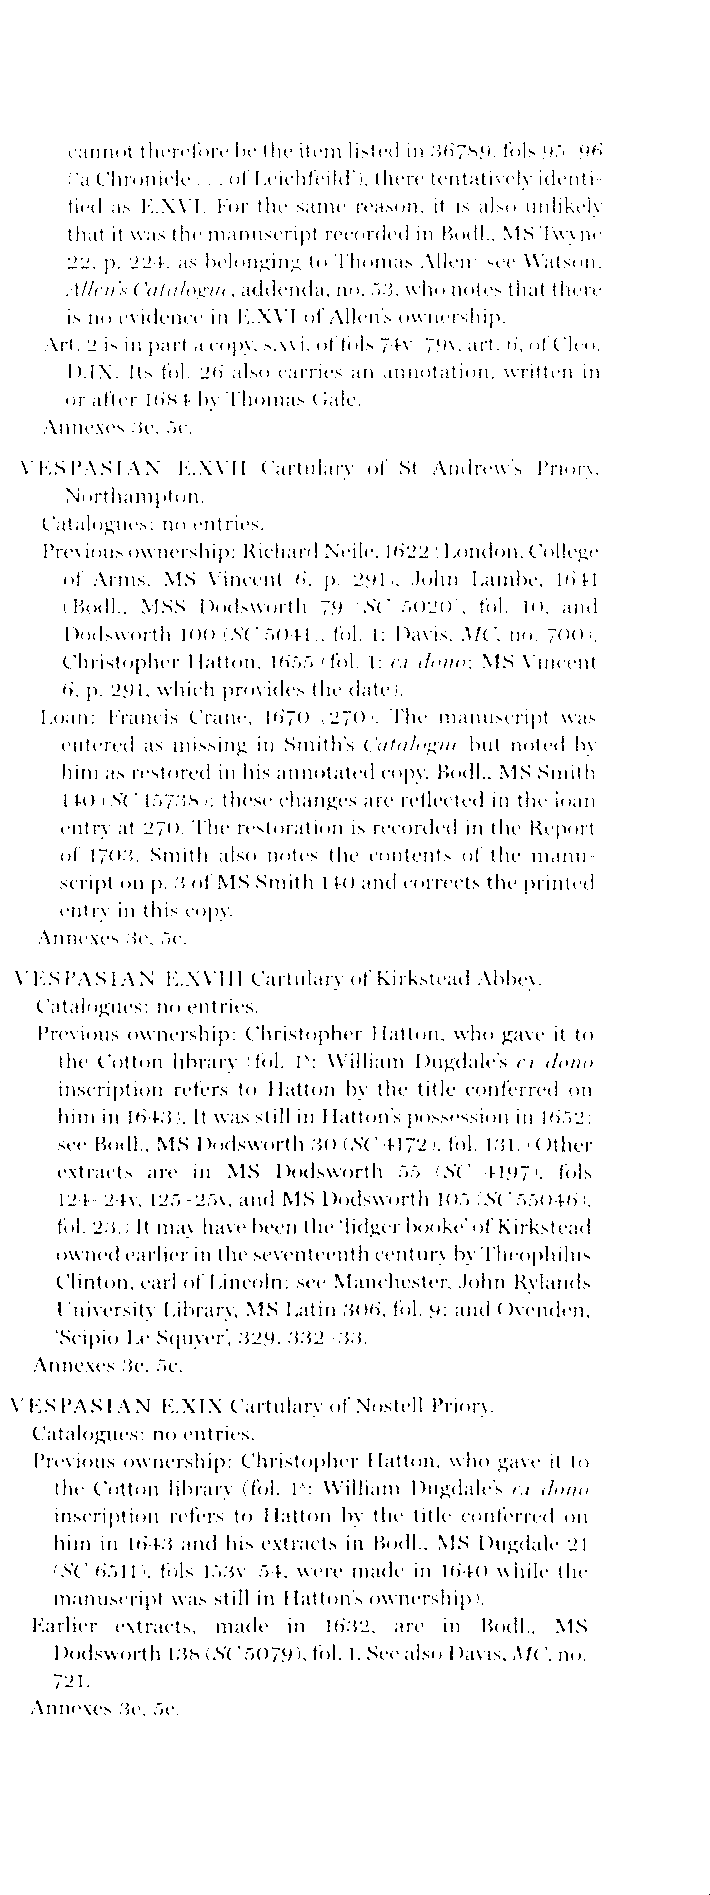 cannot therefore be the item listed in 36789, fols 95–96
('a Chronicle . . . of Leichfeild'), there tentatively identi-
fied as E.XVI. For the same reason, it is also unlikely
that it was the manuscript recorded in Bodl., MS Twyne
22, p. 224, as belonging to Thomas Allen: see Watson,
Allen's Catalogue, addenda, no. 53, who notes that there
is no evidence in E.XVI of Allen's ownership.
Art. 2 is in part a copy, s.xvi, of fols 74v–79v, art. 6, of Cleo.
D.IX. Its fol. 26 also carries an annotation, written in
or after 1684 by Thomas Gale.
Annexes 3c, 5c.
VESPASIAN E.XVII Cartulary of St Andrew's Priory,
Northampton.
Catalogues: no entries.
Previous ownership: Richard Neile, 1622 (London, College
of Arms, MS Vincent 6, p. 291), John Lambe, 1641
(Bodl., MSS Dodsworth 79 (SC 5020), fol. 10, and
Dodsworth 100 (SC 5041), fol. 1; Davis, MC, no. 700),
Christopher Hatton, 1655 (fol. 1: ex dono; MS Vincent
6, p. 291, which provides the date).
Loan: Francis Crane, 1670 (270). The manuscript was
entered as missing in Smith's Catalogue but noted by
him as restored in his annotated copy, Bodl., MS Smith
140 (SC 15738); these changes are reflected in the loan
entry at 270. The restoration is recorded in the Report
of 1703. Smith also notes the contents of the manu-
script on p. 3 of MS Smith 140 and corrects the printed
entry in this copy.
Annexes 3c, 5c.
VESPASIAN E.XVIII Cartulary of Kirkstead Abbey.
Catalogues: no entries.
Previous ownership: Christopher Hatton, who gave it to
the Cotton library (fol. 1*: William Dugdale's ex dono
inscription refers to Hatton by the title conferred on
him in 1643). It was still in Hatton's possession in 1652:
see Bodl., MS Dodsworth 30 (SC 4172), fol. 131. (Other
extracts are in MS Dodsworth 55 (SC 4197), fols
124–24v, 125–25v, and MS Dodsworth 105 (SC 55046),
fol. 23.) It may have been the 'lidger booke' of Kirkstead
owned earlier in the seventeenth century by Theophilus
Clinton, earl of Lincoln: see Manchester, John Rylands
University Library, MS Latin 306, fol. 9; and Ovenden,
'Scipio Le Squyer', 329, 332–33.
Annexes 3c, 5c.
VESPASIAN E.XIX Cartulary of Nostell Priory.
Catalogues: no entries.
Previous ownership: Christopher Hatton, who gave it to
the Cotton library (fol. 1*: William Dugdale's ex dono
inscription refers to Hatton by the title conferred on
him in 1643 and his extracts in Bodl., MS Dugdale 21
(SC 6511), fols 153v–54, were made in 1640 while the
manuscript was still in Hatton's ownership).
Earlier extracts, made in 1632, are in Bodl., MS
Dodsworth 138 (SC 5079), fol. 1. See also Davis, MC, no.
721.
Annexes 3c, 5c.